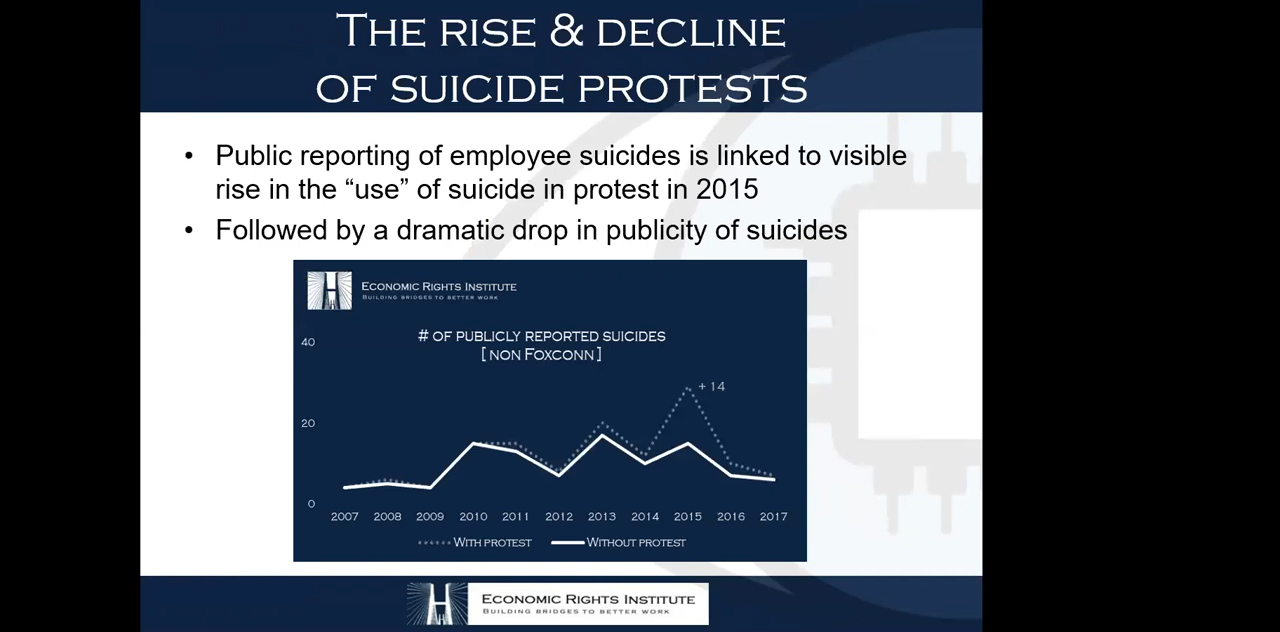 THE RISE & DECLINE
OF SUICIDE PROTESTS
• Public reporting of employee suicides is linked to visible
rise in the “use” of suicide in protest in 2015
• Followed by a dramatic drop in publicity of suicides
ECONOMIC RIGHTS INSTITUTE
BUILDING BRIDGES TO BETTER WORK
# OF PUBLICLY REPORTED SUICIDES
[ NON FOXCONN ]
40
20
0
+ 14
2007 2008 2009 2010 2011 2012 2013 2014 2015 2016 2017
WITH PROTEST WITHOUT PROTEST
ECONOMIC RIGHTS INSTITUTE
BUILDING BRIDGES TO BETTER WORK